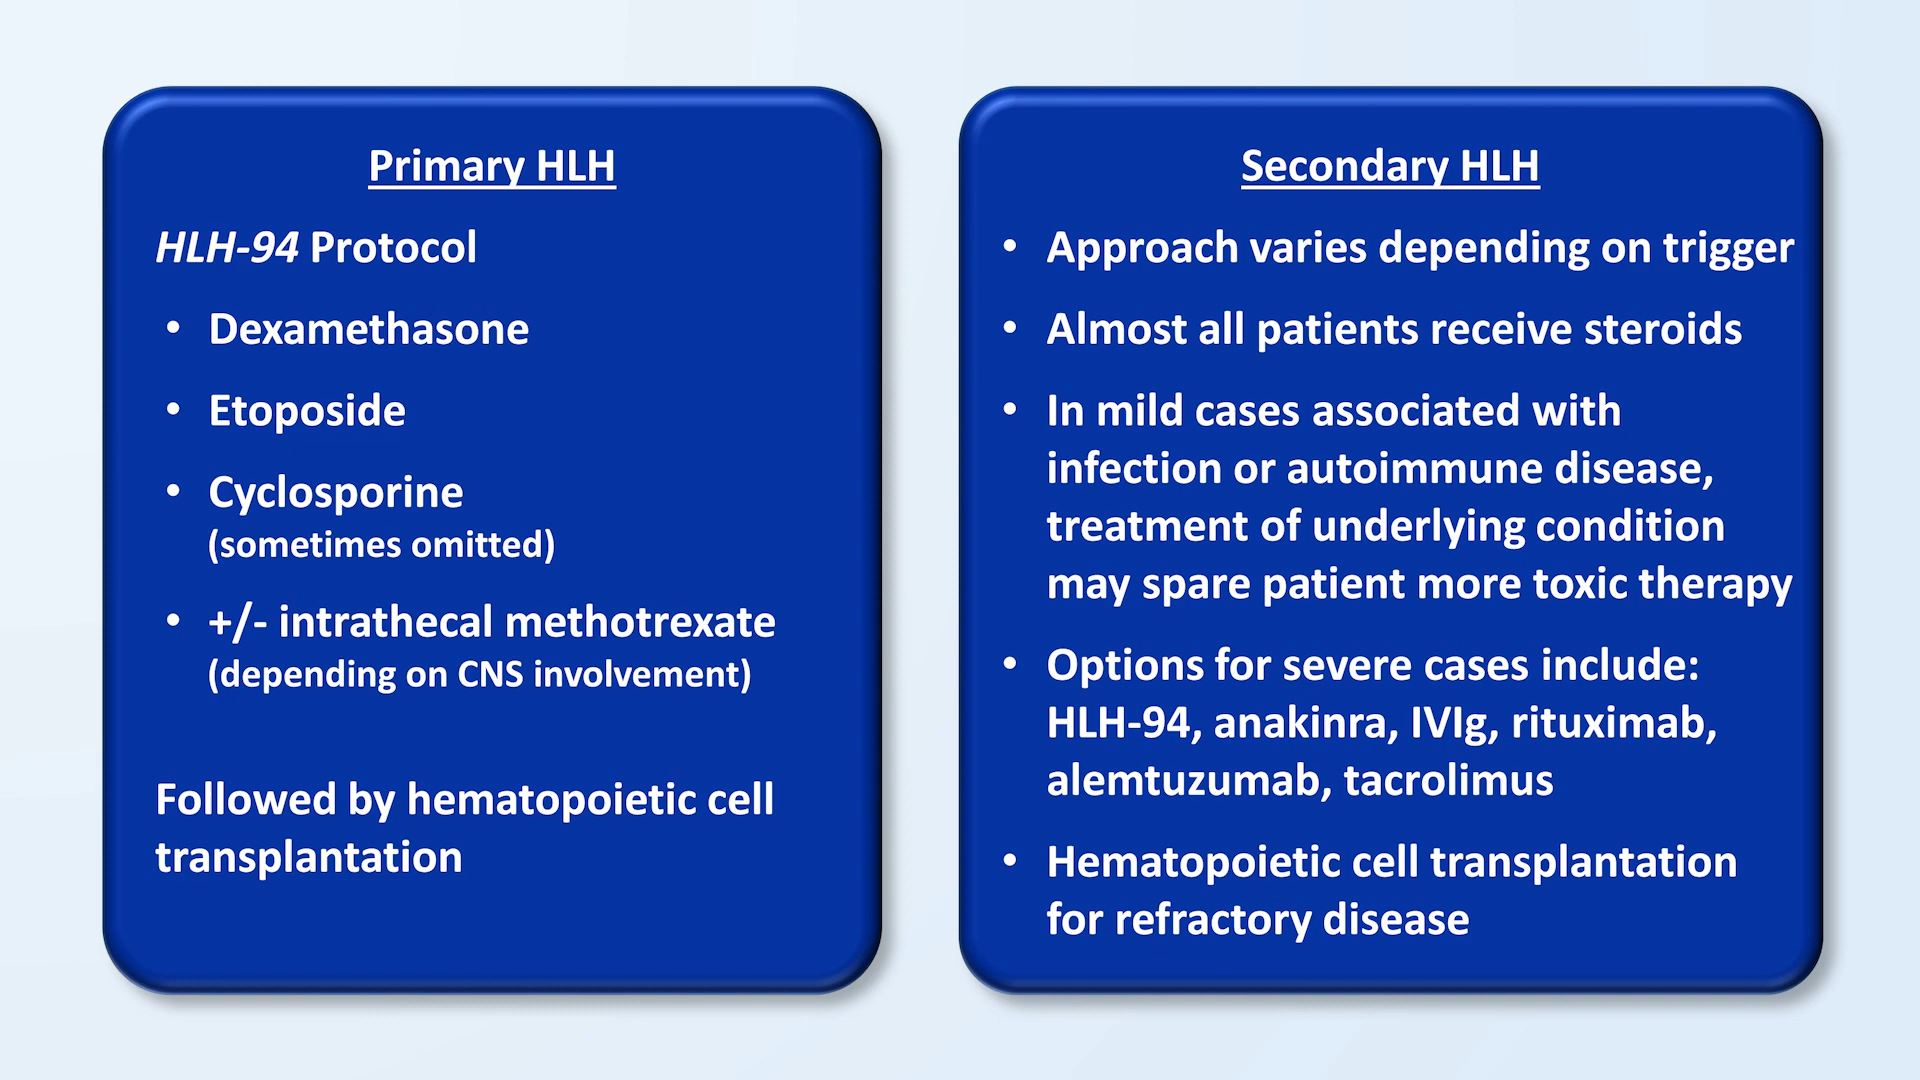 Primary HLH
HLH-94 Protocol
• Dexamethasone
• Etoposide
• Cyclosporine
(sometimes omitted)
• +/- intrathecal methotrexate
(depending on CNS involvement)
Followed by hematopoietic cell
transplantation
Secondary HLH
• Approach varies depending on trigger
• Almost all patients receive steroids
• In mild cases associated with
infection or autoimmune disease,
treatment of underlying condition
may spare patient more toxic therapy
• Options for severe cases include:
HLH-94, anakinra, IVIg, rituximab,
alemtuzumab, tacrolimus
• Hematopoietic cell transplantation
for refractory disease